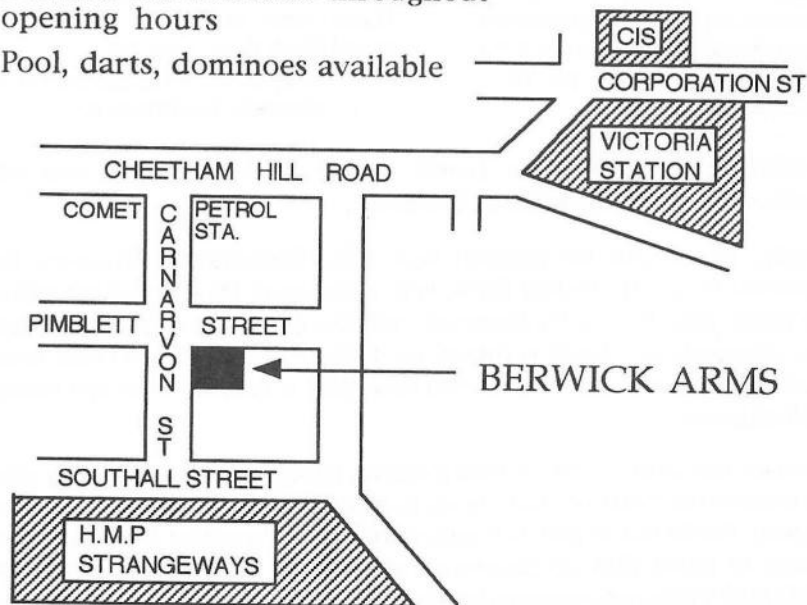 opening hours
Pool, darts, dominoes available
CIS
CORPORATION ST
VICTORIA
STATION
CHEETHAM HILL ROAD
COMET
PETROL
STA.
CARNARVON ST
PIMBLETT STREET
BERWICK ARMS
SOUTHALL STREET
H.M.P
STRANGEWAYS